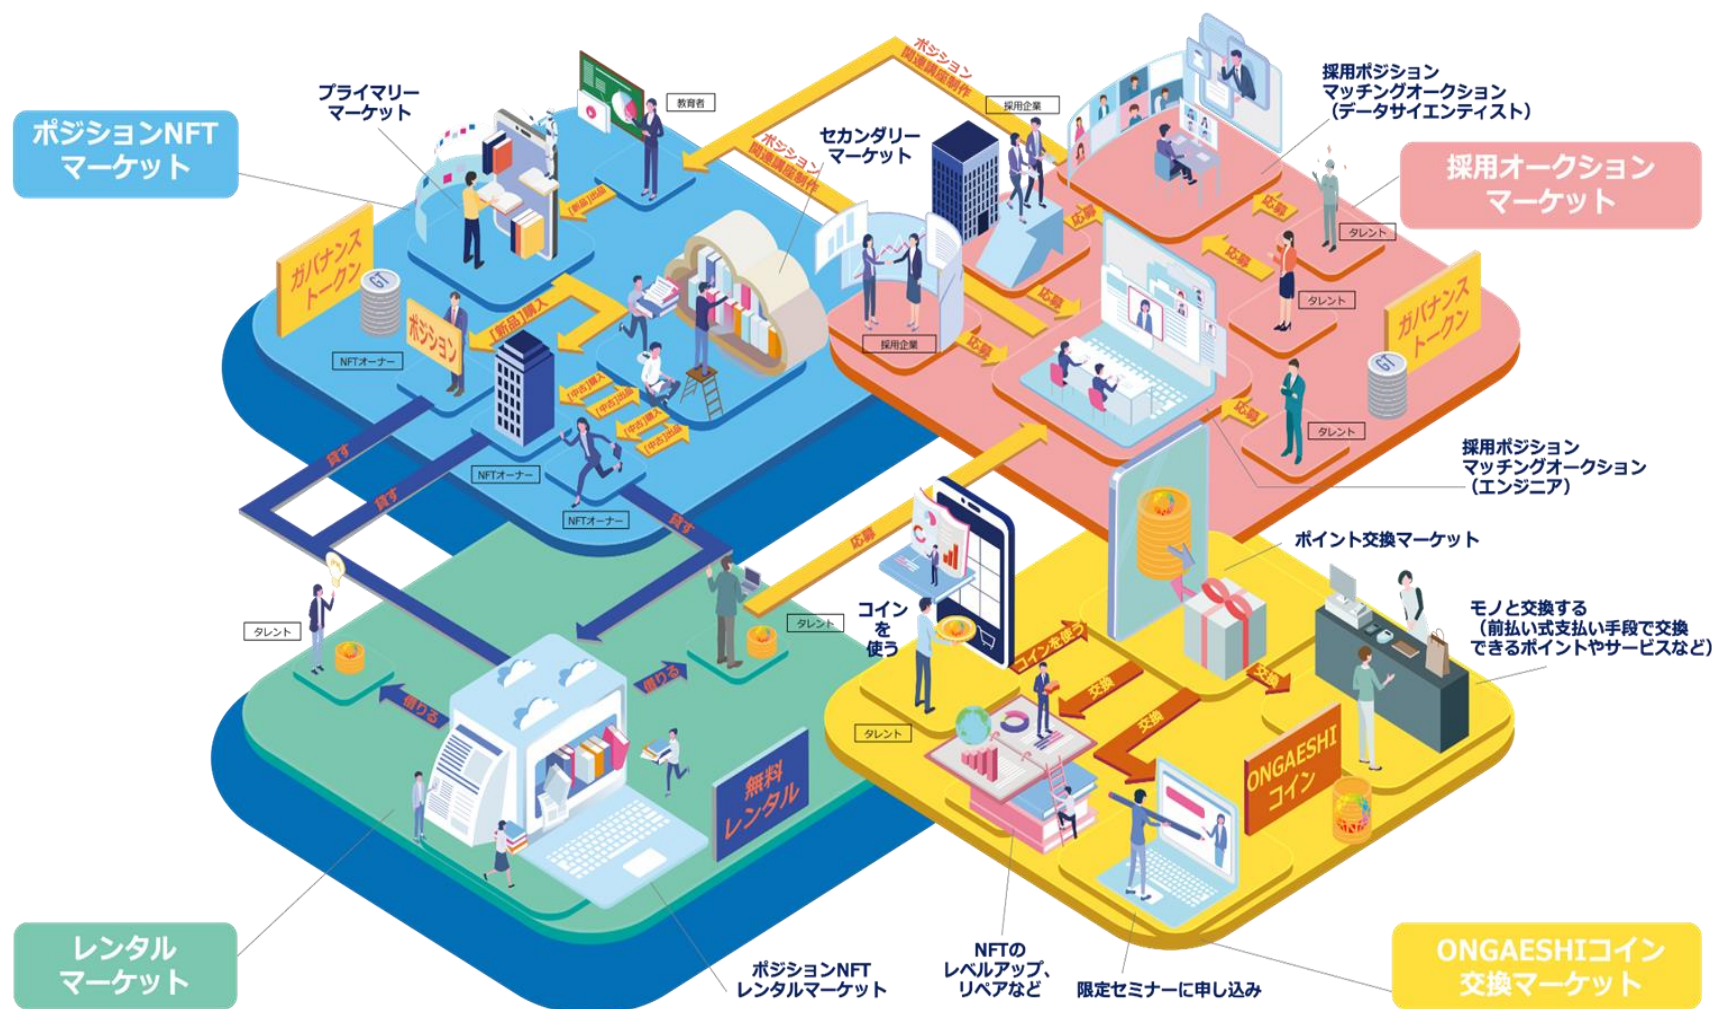 ポジションNFT
マーケット
プライマリー
マーケット
教育者
[新品]出品
ガバナンス
トークン
GT
NFTオーナー
ポジション
[新品]購入
NFTオーナー
NFTオーナー
[中古]購入
[中古]出品
[中古]購入
[中古]出品
セカンダリー
マーケット
ポジション
関連講座制作
ポジション
関連講座制作
採用企業
採用企業
採用ポジション
マッチングオークション
（データサイエンティスト）
採用オークション
マーケット
応募
応募
応募
応募
応募
応募
タレント
タレント
タレント
ガバナンス
トークン
GT
採用ポジション
マッチングオークション
（エンジニア）
貸す
貸す
貸す
応募
タレント
タレント
借りる
借りる
無料
レンタル
レンタル
マーケット
ポジションNFT
レンタルマーケット
コイン
を
使う
タレント
コインを使う
交換
交換
交換
ポイント交換マーケット
モノと交換する
（前払い式支払い手段で交換
できるポイントやサービスなど）
ONGAESHI
コイン
NFTの
レベルアップ、
リペアなど
限定セミナーに申し込み
ONGAESHIコイン
交換マーケット